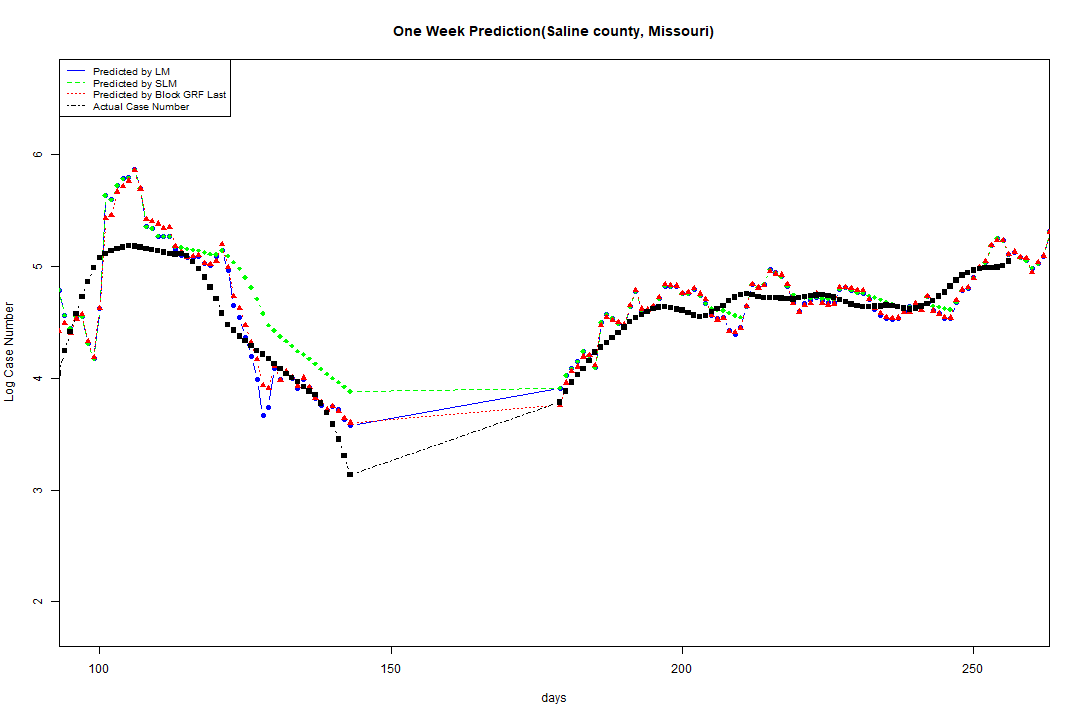 One Week Prediction(Saline county, Missouri)
Predicted by LM
Predicted by SLM
Predicted by Block GRF Last
Actual Case Number
6
5
4
3
2
Log Case Number
100 150 200 250
days